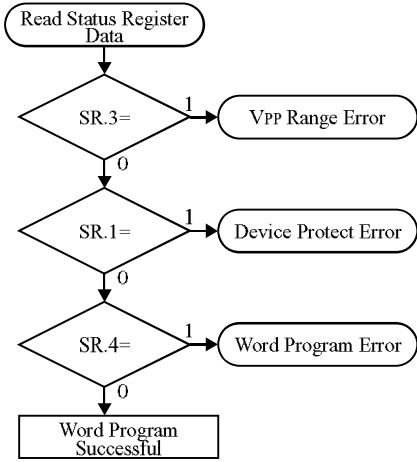 Read Status Register
Data
SR.3=
1
VPP Range Error
0
SR.1=
1
Device Protect Error
0
SR.4=
1
Word Program Error
0
Word Program
Successful